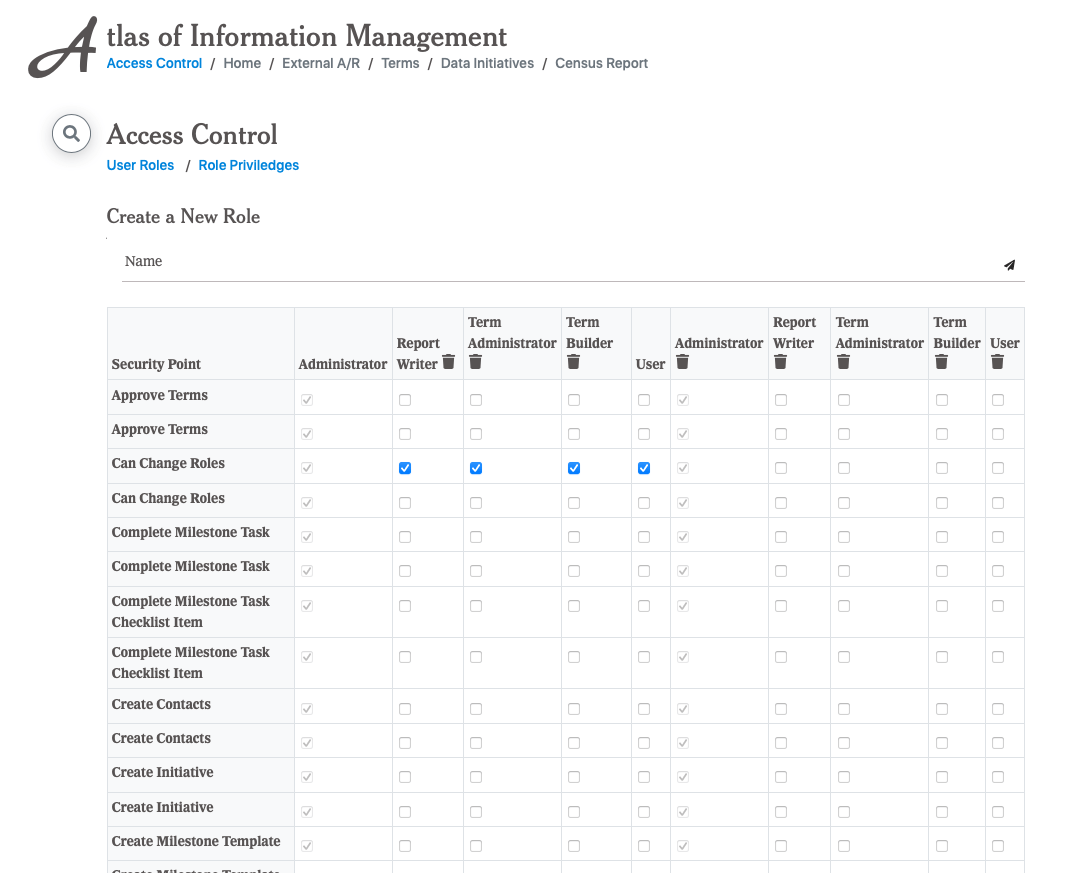 Atlas of Information Management
Access Control / Home / External A/R / Terms / Data Initiatives / Census Report
Access Control
User Roles / Role Priviledges
Create a New Role
Name
Security Point Administrator Report Writer Term Administrator Term Builder User Administrator Report Writer Term Administrator Term Builder User
Approve Terms
Approve Terms
Can Change Roles
Can Change Roles
Complete Milestone Task
Complete Milestone Task
Complete Milestone Task
Checklist Item
Complete Milestone Task
Checklist Item
Create Contacts
Create Contacts
Create Initiative
Create Initiative
Create Milestone Template
Create Milestone Template